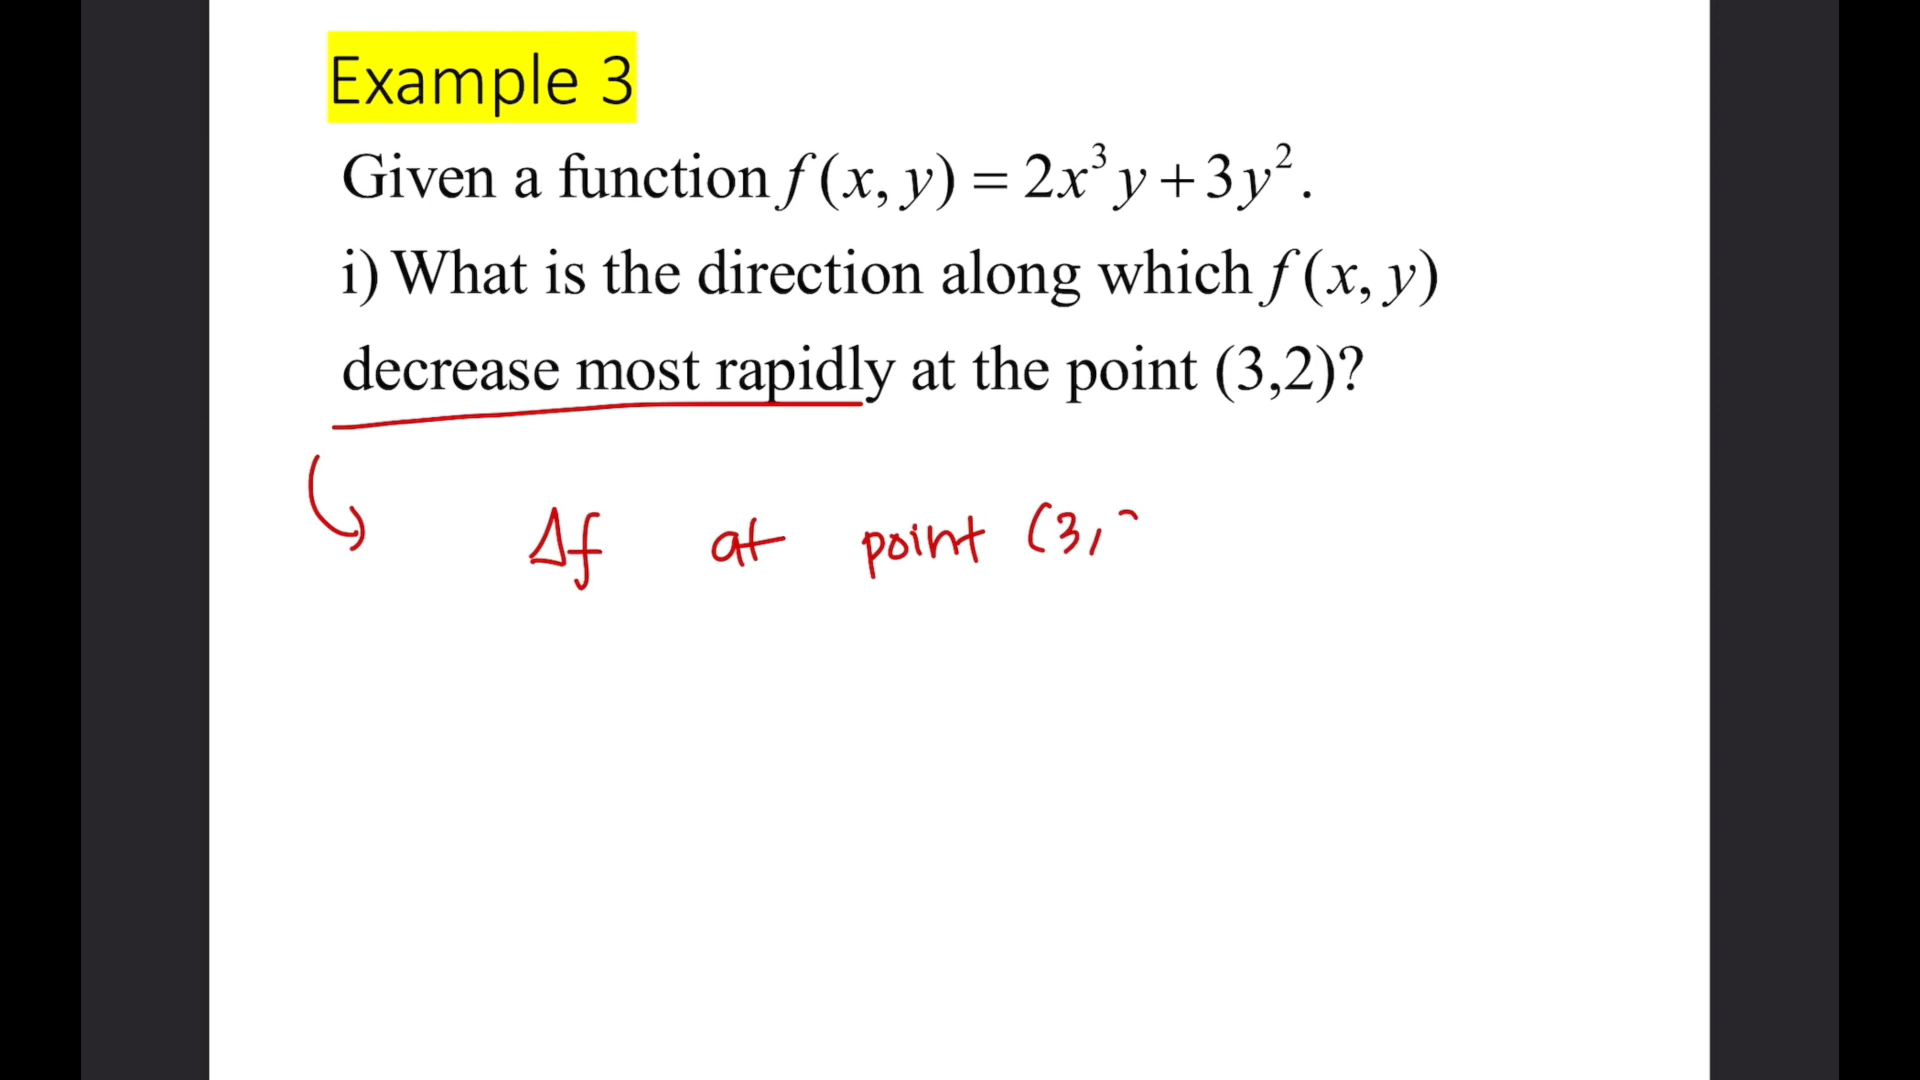 Example 3
Given a function f(x, y) = 2x³y + 3y².
i) What is the direction along which f(x, y)
decrease most rapidly at the point (3,2)?
Δf at point (3,